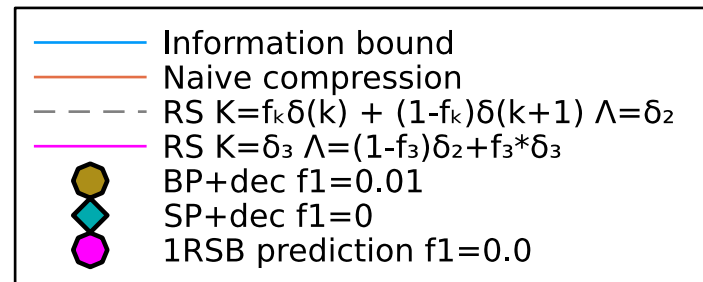 Information bound
Naive compression
RS K=fₖδ(k) + (1-fₖ)δ(k+1) Λ=δ₂
RS K=δ₃ Λ=(1-f₃)δ₂+f₃*δ₃
BP+dec f1=0.01
SP+dec f1=0
1RSB prediction f1=0.0